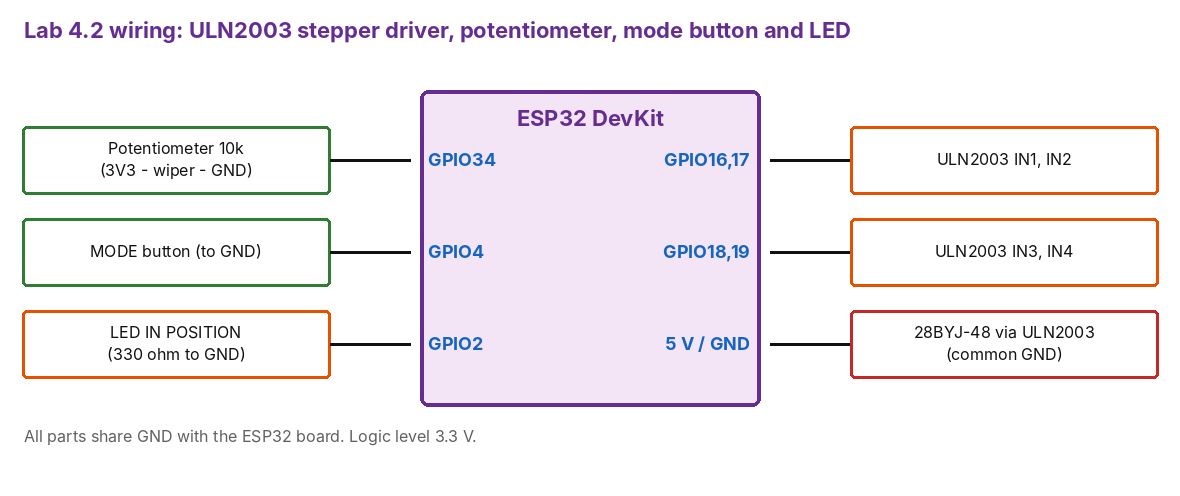 Lab 4.2 wiring: ULN2003 stepper driver, potentiometer, mode button and LED
ESP32 DevKit
Potentiometer 10k
(3V3 - wiper - GND)
GPIO34
GPIO16,17
ULN2003 IN1, IN2
MODE button (to GND)
GPIO4
GPIO18,19
ULN2003 IN3, IN4
LED IN POSITION
(330 ohm to GND)
GPIO2
5 V / GND
28BYJ-48 via ULN2003
(common GND)
All parts share GND with the ESP32 board. Logic level 3.3 V.